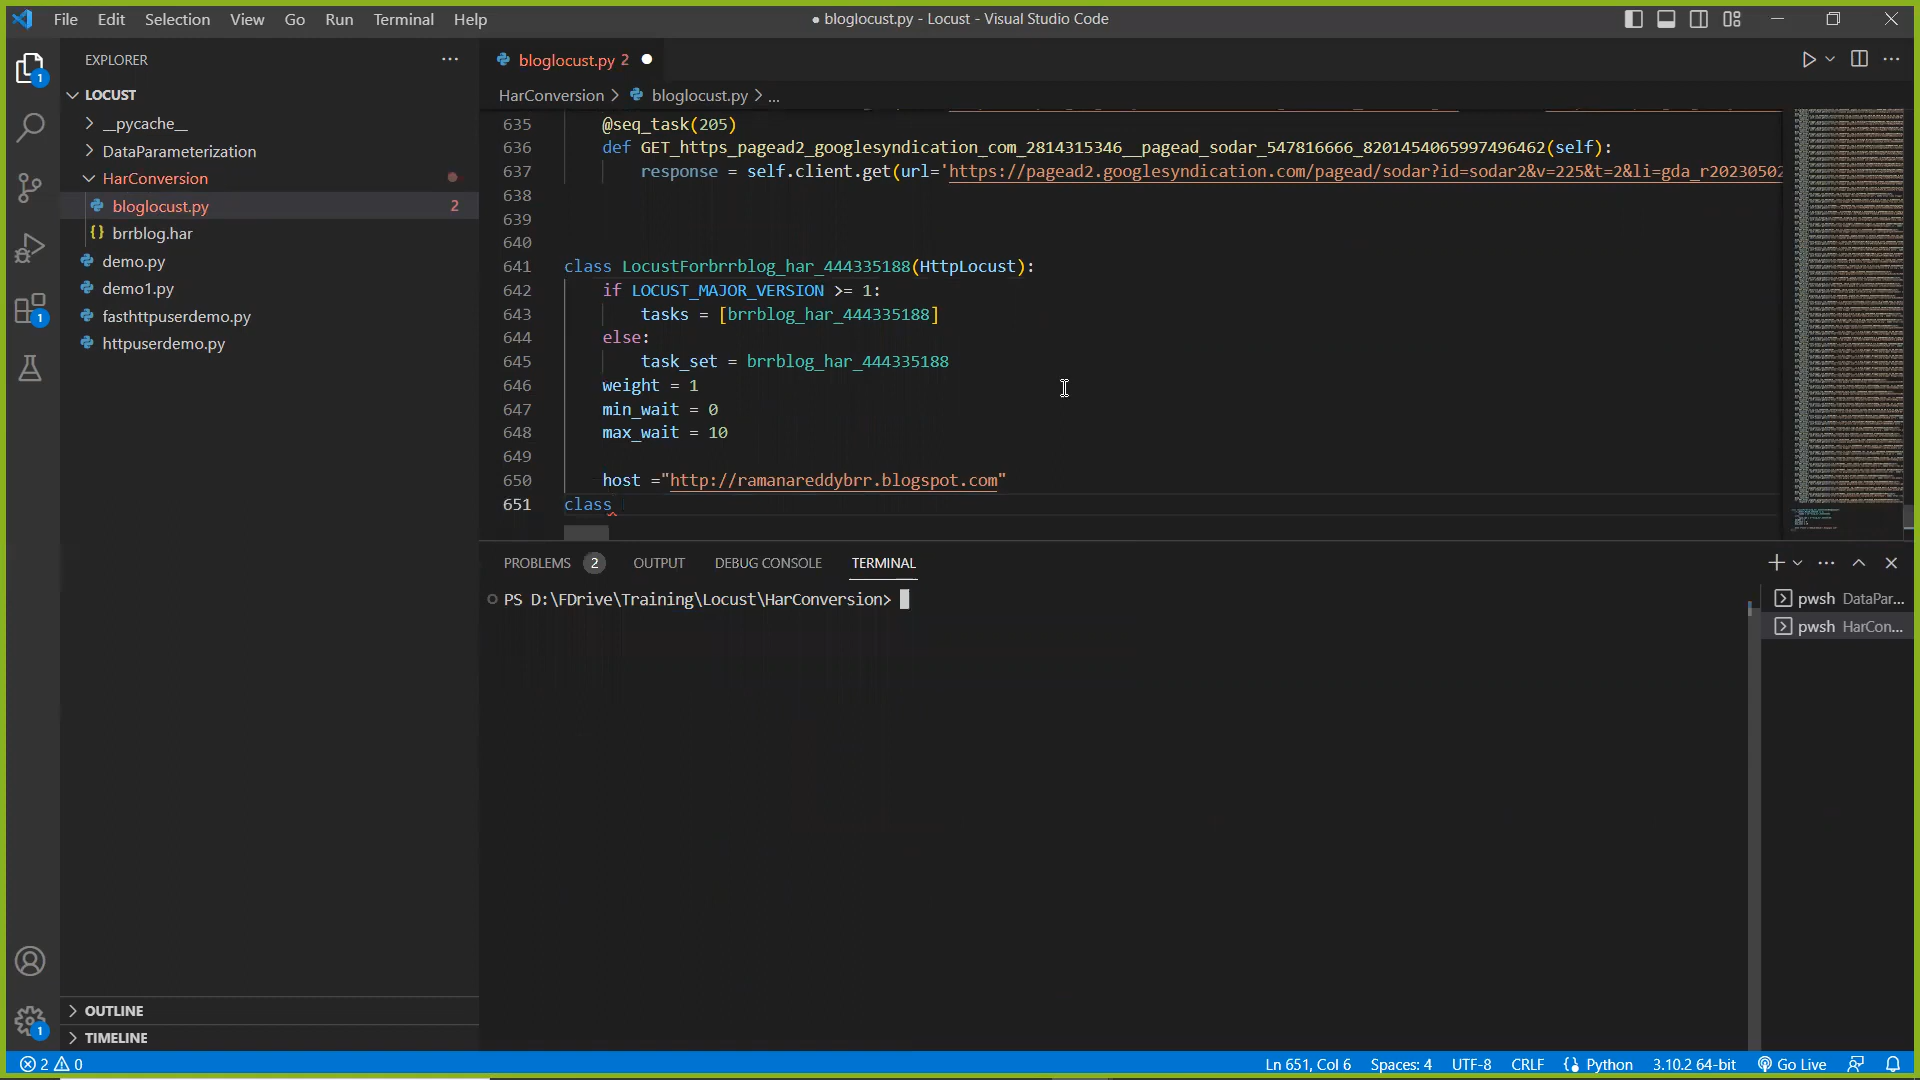 File Edit Selection View Go Run Terminal Help
● bloglocust.py - Locust - Visual Studio Code
EXPLORER
LOCUST
__pycache__
DataParameterization
HarConversion
bloglocust.py 2
brrblog.har
demo.py
demo1.py
fasthttpuserdemo.py
httpuserdemo.py
OUTLINE
TIMELINE
1
1
1
bloglocust.py 2
HarConversion > bloglocust.py > ...
635 @seq_task(205)
636 def GET_https_pagead2_googlesyndication_com_2814315346__pagead_sodar_547816666_8201454065997496462(self):
637 response = self.client.get(url='https://pagead2.googlesyndication.com/pagead/sodar?id=sodar2&v=225&t=2&li=gda_r20230502
638
639
640
641 class LocustForbrrblog_har_444335188(HttpLocust):
642 if LOCUST_MAJOR_VERSION >= 1:
643 tasks = [brrblog_har_444335188]
644 else:
645 task_set = brrblog_har_444335188
646 weight = 1
647 min_wait = 0
648 max_wait = 10
649
650 host ="http://ramanareddybrr.blogspot.com"
651 class
PROBLEMS 2 OUTPUT DEBUG CONSOLE TERMINAL
PS D:\FDrive\Training\Locust\HarConversion>
pwsh DataPar...
pwsh HarCon...
2 0
Ln 651, Col 6 Spaces: 4 UTF-8 CRLF Python 3.10.2 64-bit Go Live